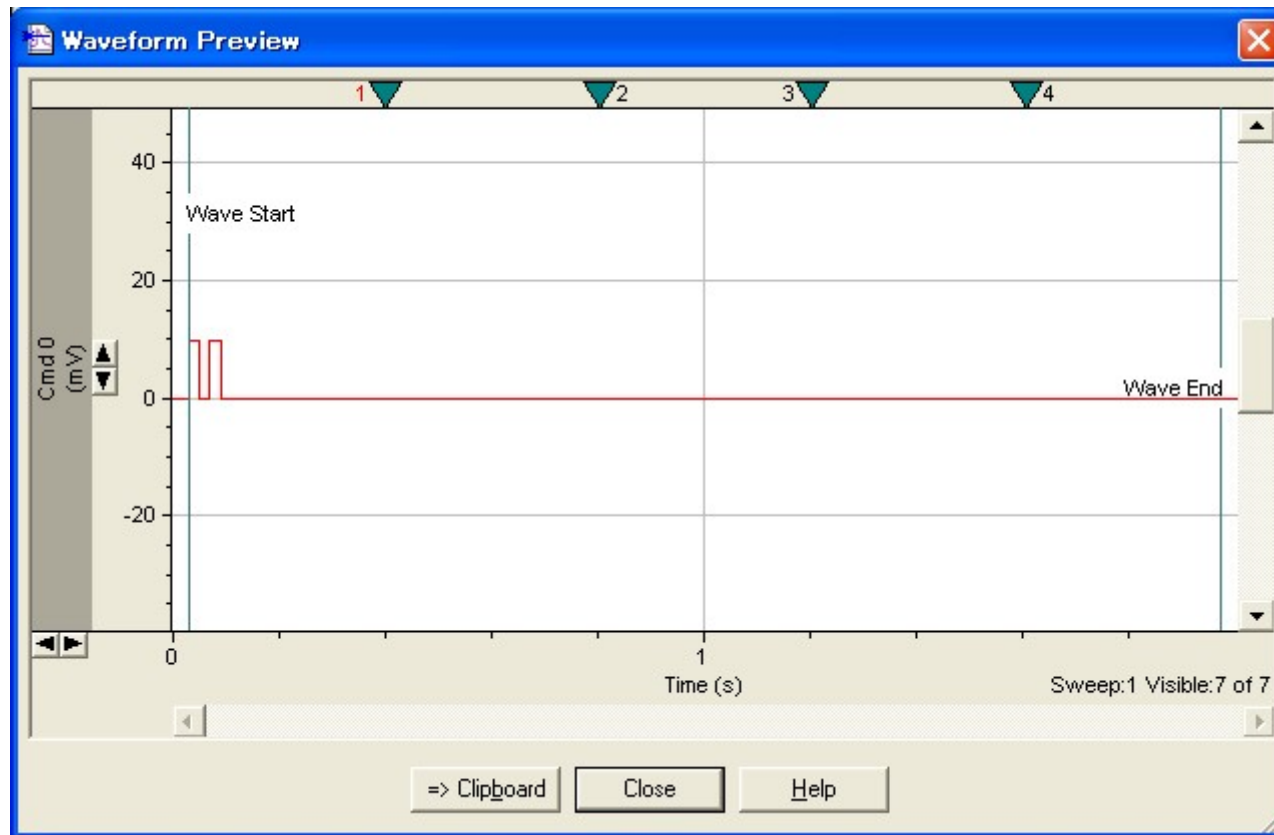 Waveform Preview
1 2 3 4
40
Wave Start
20
Cmd 0
(mV)
0
Wave End
-20
0 1
Time (s)
Sweep:1 Visible:7 of 7
=> Clipboard Close Help